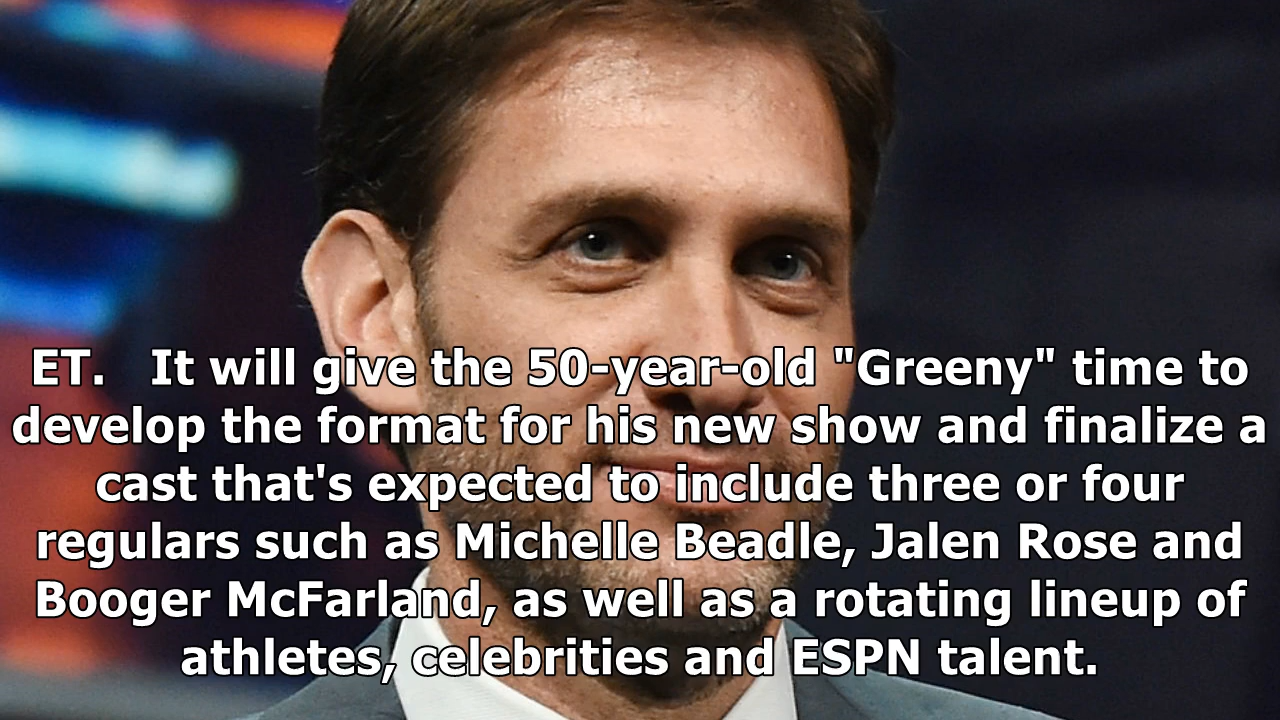 ET.   It will give the 50-year-old "Greeny" time to
develop the format for his new show and finalize a
cast that's expected to include three or four
regulars such as Michelle Beadle, Jalen Rose and
Booger McFarland, as well as a rotating lineup of
athletes, celebrities and ESPN talent.